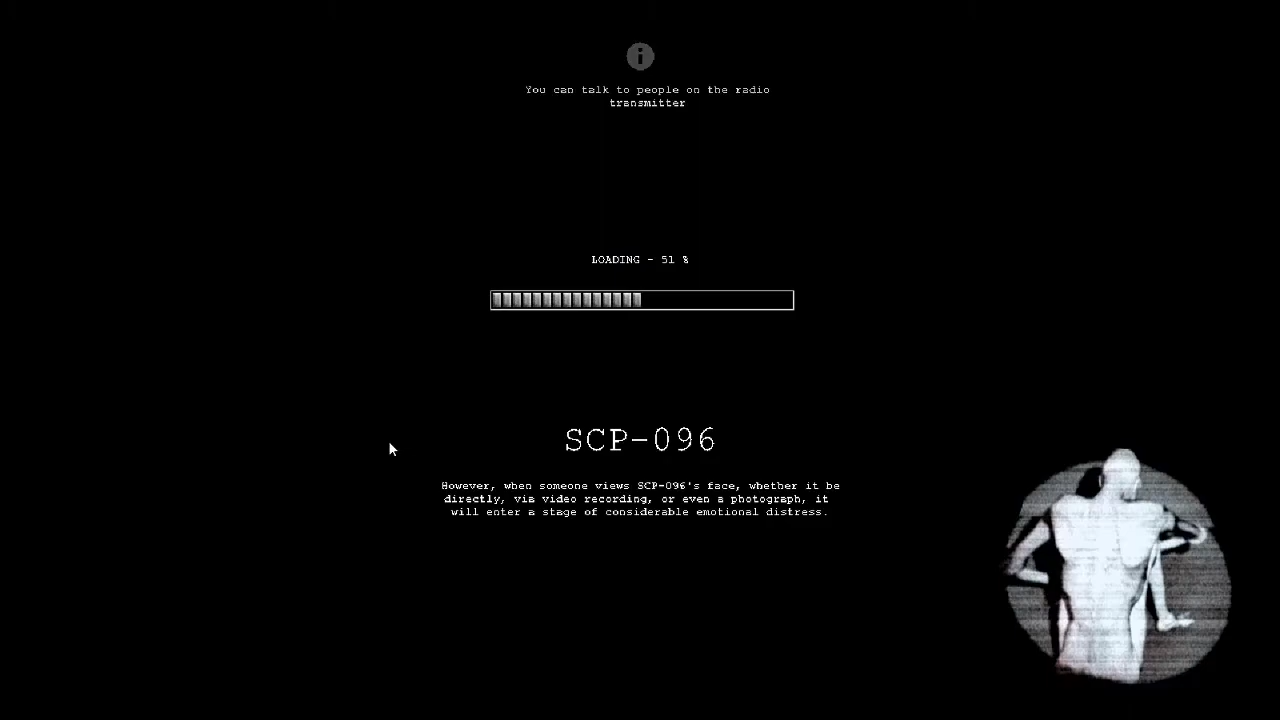 You can talk to people on the radio
transmitter
LOADING - 51 %
SCP-096
However, when someone views SCP-096's face, whether it be
directly, via video recording, or even a photograph, it
will enter a stage of considerable emotional distress.